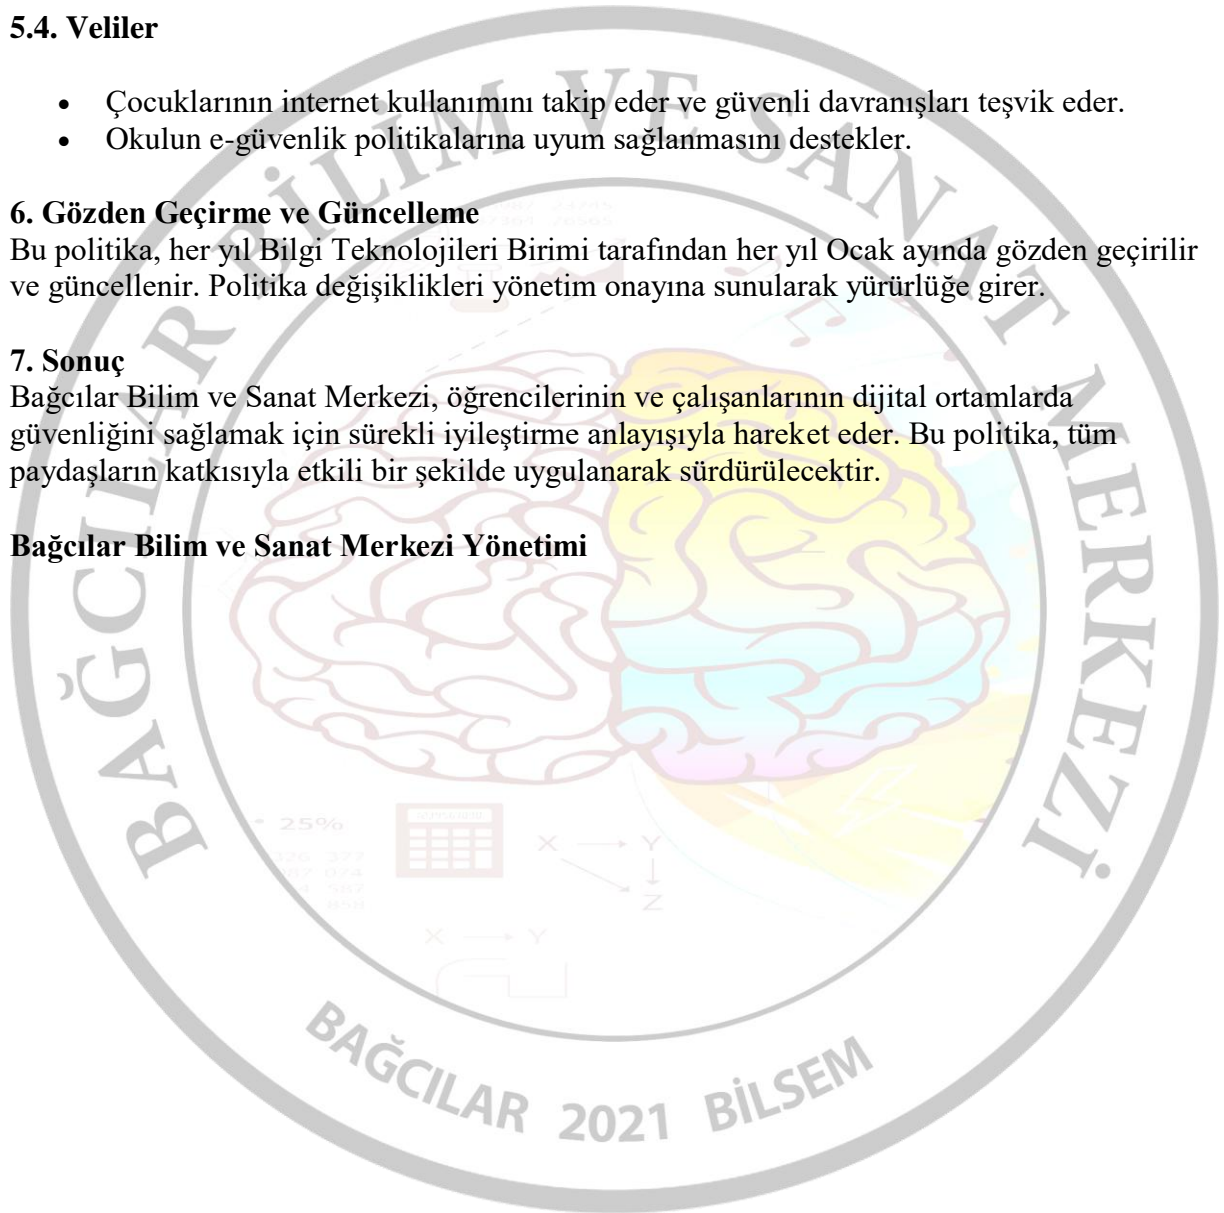 5.4. Veliler
• Çocuklarının internet kullanımını takip eder ve güvenli davranışları teşvik eder.
• Okulun e-güvenlik politikalarına uyum sağlanmasını destekler.
6. Gözden Geçirme ve Güncelleme
Bu politika, her yıl Bilgi Teknolojileri Birimi tarafından her yıl Ocak ayında gözden geçirilir
ve güncellenir. Politika değişiklikleri yönetim onayına sunularak yürürlüğe girer.
7. Sonuç
Bağcılar Bilim ve Sanat Merkezi, öğrencilerinin ve çalışanlarının dijital ortamlarda
güvenliğini sağlamak için sürekli iyileştirme anlayışıyla hareket eder. Bu politika, tüm
paydaşların katkısıyla etkili bir şekilde uygulanarak sürdürülecektir.
Bağcılar Bilim ve Sanat Merkezi Yönetimi
BAĞCILAR BİLİM VE SANAT MERKEZİ
25%
X → Y
Z
X → Y
BAĞCILAR 2021 BİLSEM